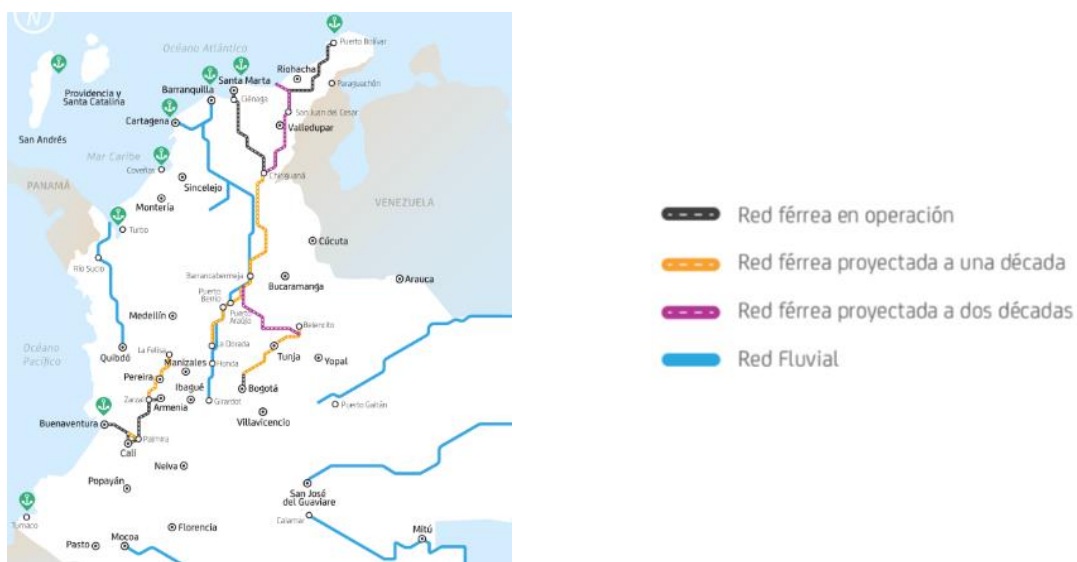 N
Océano Atlántico
Puerto Bolívar
Riohacha
Santa Marta
Ciénaga
Paraguachón
Providencia y
Santa Catalina
Barranquilla
San Juan del Cesar
Cartagena
Valledupar
San Andrés
Mar Caribe
Coveñas
Chiriguaná
Sincelejo
PANAMÁ
Montería
VENEZUELA
Turbo
Cúcuta
Río Sucio
Barrancabermeja
Bucaramanga
Arauca
Puerto
Berrío
Medellín
Puerto
Araújo
Belencito
Océano
Pacífico
La Felisa
La Dorada
Quibdó
Manizales
Honda
Tunja
Yopal
Pereira
Ibagué
Bogotá
Zarzal
Armenia
Girardot
Puerto Gaitán
Villavicencio
Buenaventura
Palmira
Cali
Neiva
Popayán
San José
del Guaviare
Calamar
Tumaco
Florencia
Mitú
Pasto
Mocoa
Red férrea en operación
Red férrea proyectada a una década
Red férrea proyectada a dos décadas
Red Fluvial